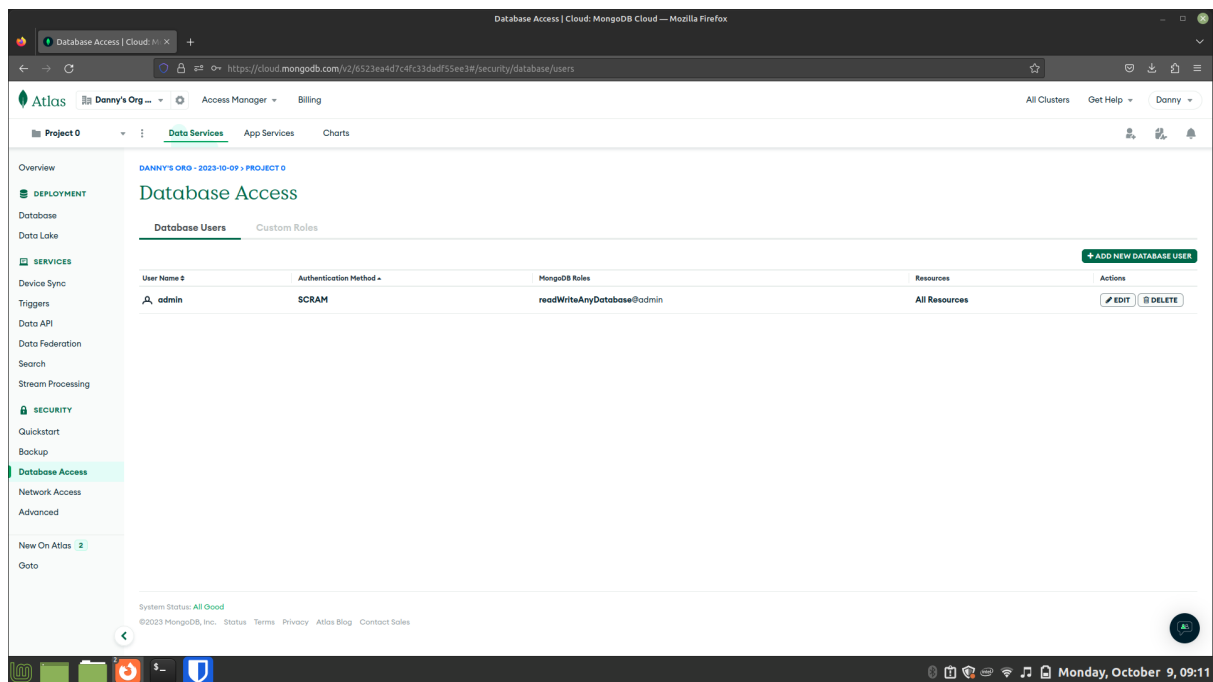 Database Access | Cloud: MongoDB Cloud — Mozilla Firefox
Database Access | Cloud: M
https://cloud.mongodb.com/v2/6523ea4d7c4fc33dadf55ee3#/security/database/users
Atlas Danny's Org ... Access Manager Billing All Clusters Get Help Danny
Project 0 Data Services App Services Charts
Overview
DEPLOYMENT
Database
Data Lake
SERVICES
Device Sync
Triggers
Data API
Data Federation
Search
Stream Processing
SECURITY
Quickstart
Backup
Database Access
Network Access
Advanced
New On Atlas 2
Goto
DANNY'S ORG - 2023-10-09 > PROJECT 0
Database Access
Database Users Custom Roles
+ ADD NEW DATABASE USER
User Name Authentication Method MongoDB Roles Resources Actions
admin SCRAM readWriteAnyDatabase@admin All Resources EDIT DELETE
System Status: All Good
©2023 MongoDB, Inc. Status Terms Privacy Atlas Blog Contact Sales
2
$_
Monday, October 9, 09:11